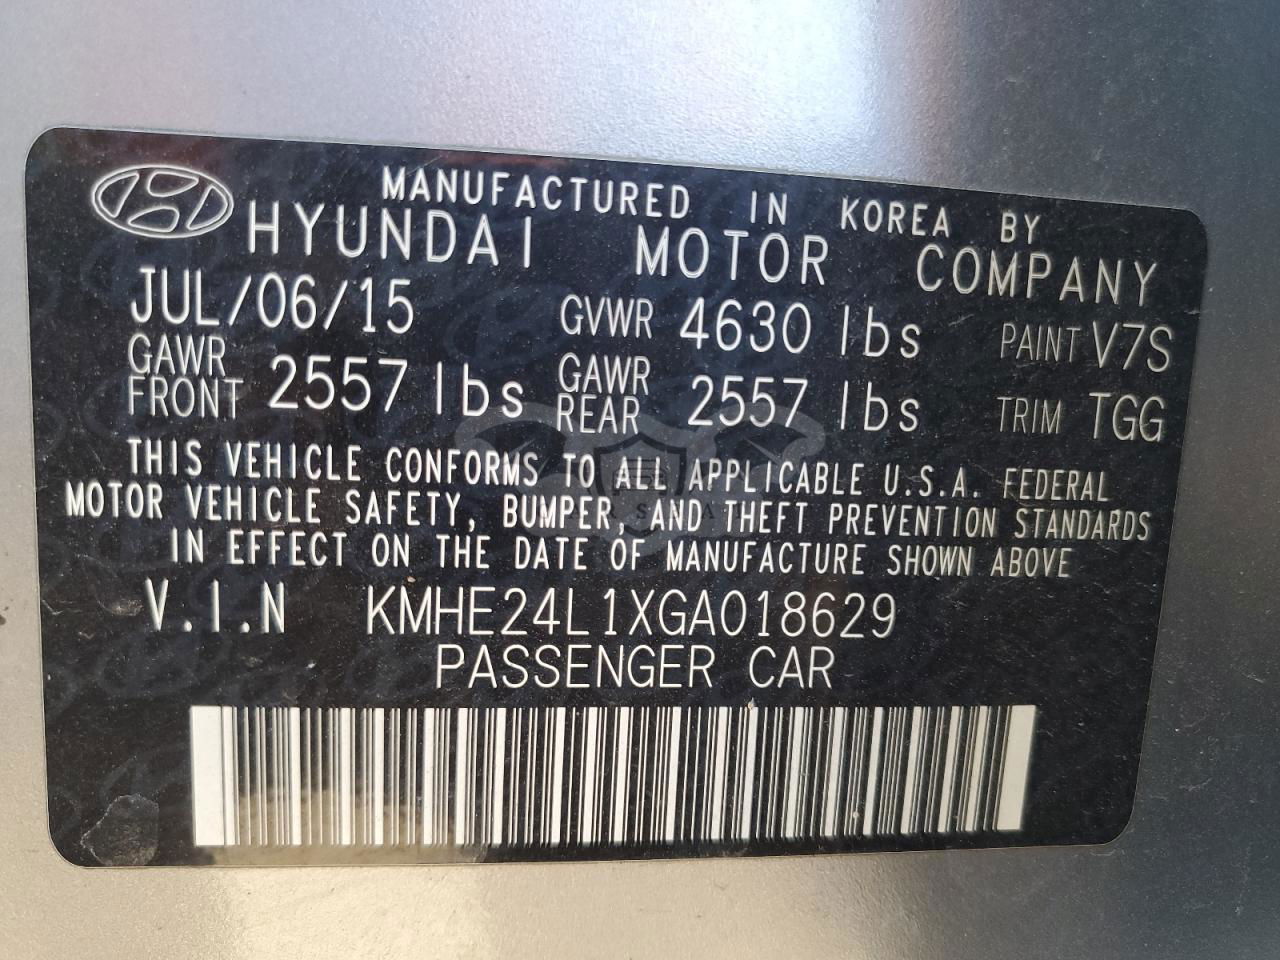 MANUFACTURED IN KOREA BY
HYUNDAI MOTOR COMPANY
JUL/06/15 GVWR 4630 lbs PAINT V7S
GAWR FRONT 2557 lbs GAWR REAR 2557 lbs TRIM TGG
THIS VEHICLE CONFORMS TO ALL APPLICABLE U.S.A. FEDERAL
MOTOR VEHICLE SAFETY, BUMPER, AND THEFT PREVENTION STANDARDS
IN EFFECT ON THE DATE OF MANUFACTURE SHOWN ABOVE
V.I.N KMHE24L1XGA018629
PASSENGER CAR